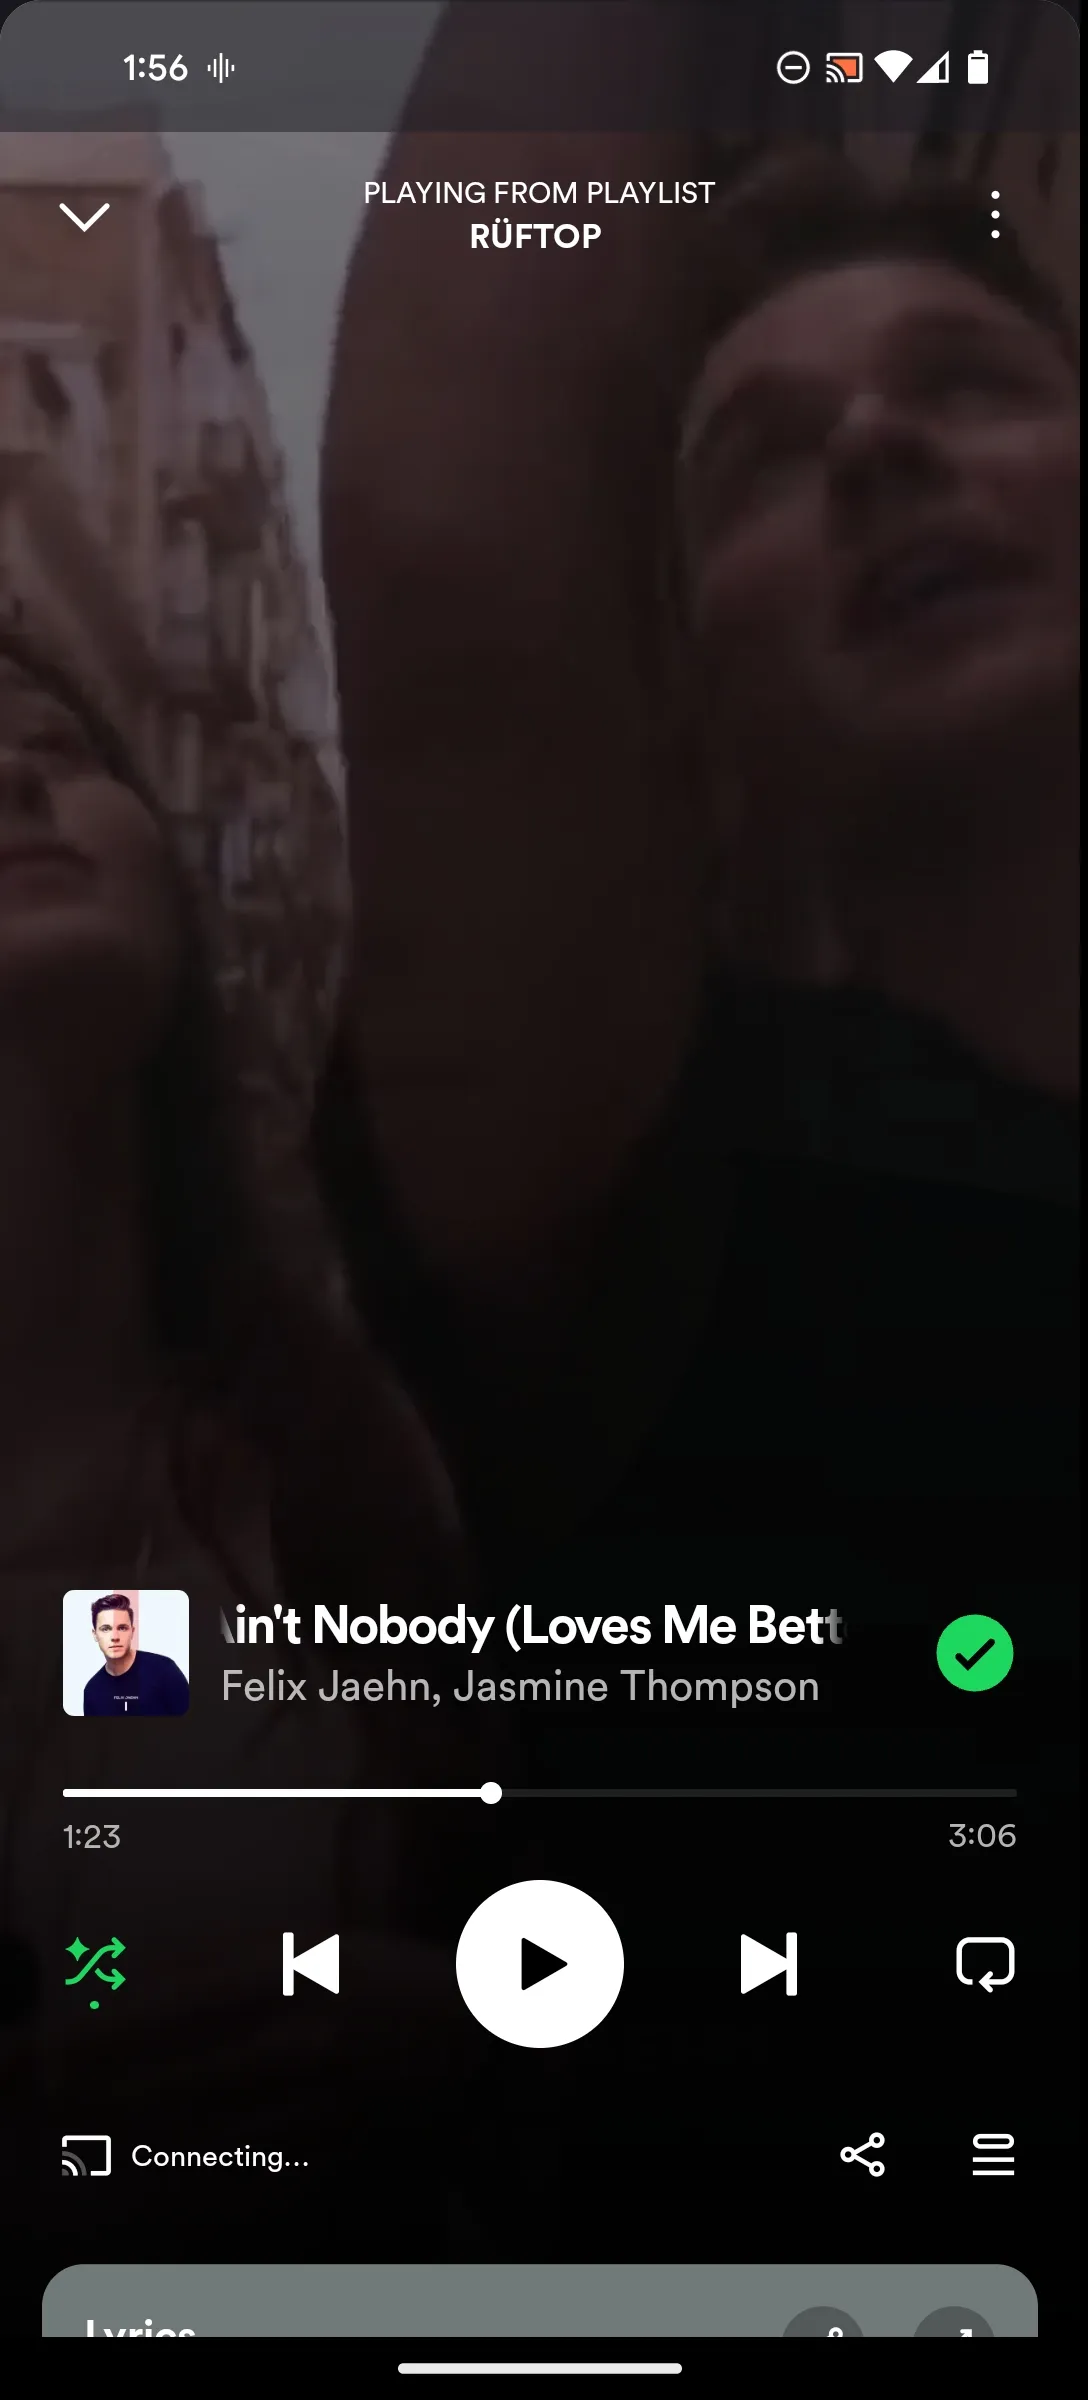 1:56
PLAYING FROM PLAYLIST
RÜFTOP
Ain't Nobody (Loves Me Bett
Felix Jaehn, Jasmine Thompson
1:23
3:06
Connecting...
Lyrics